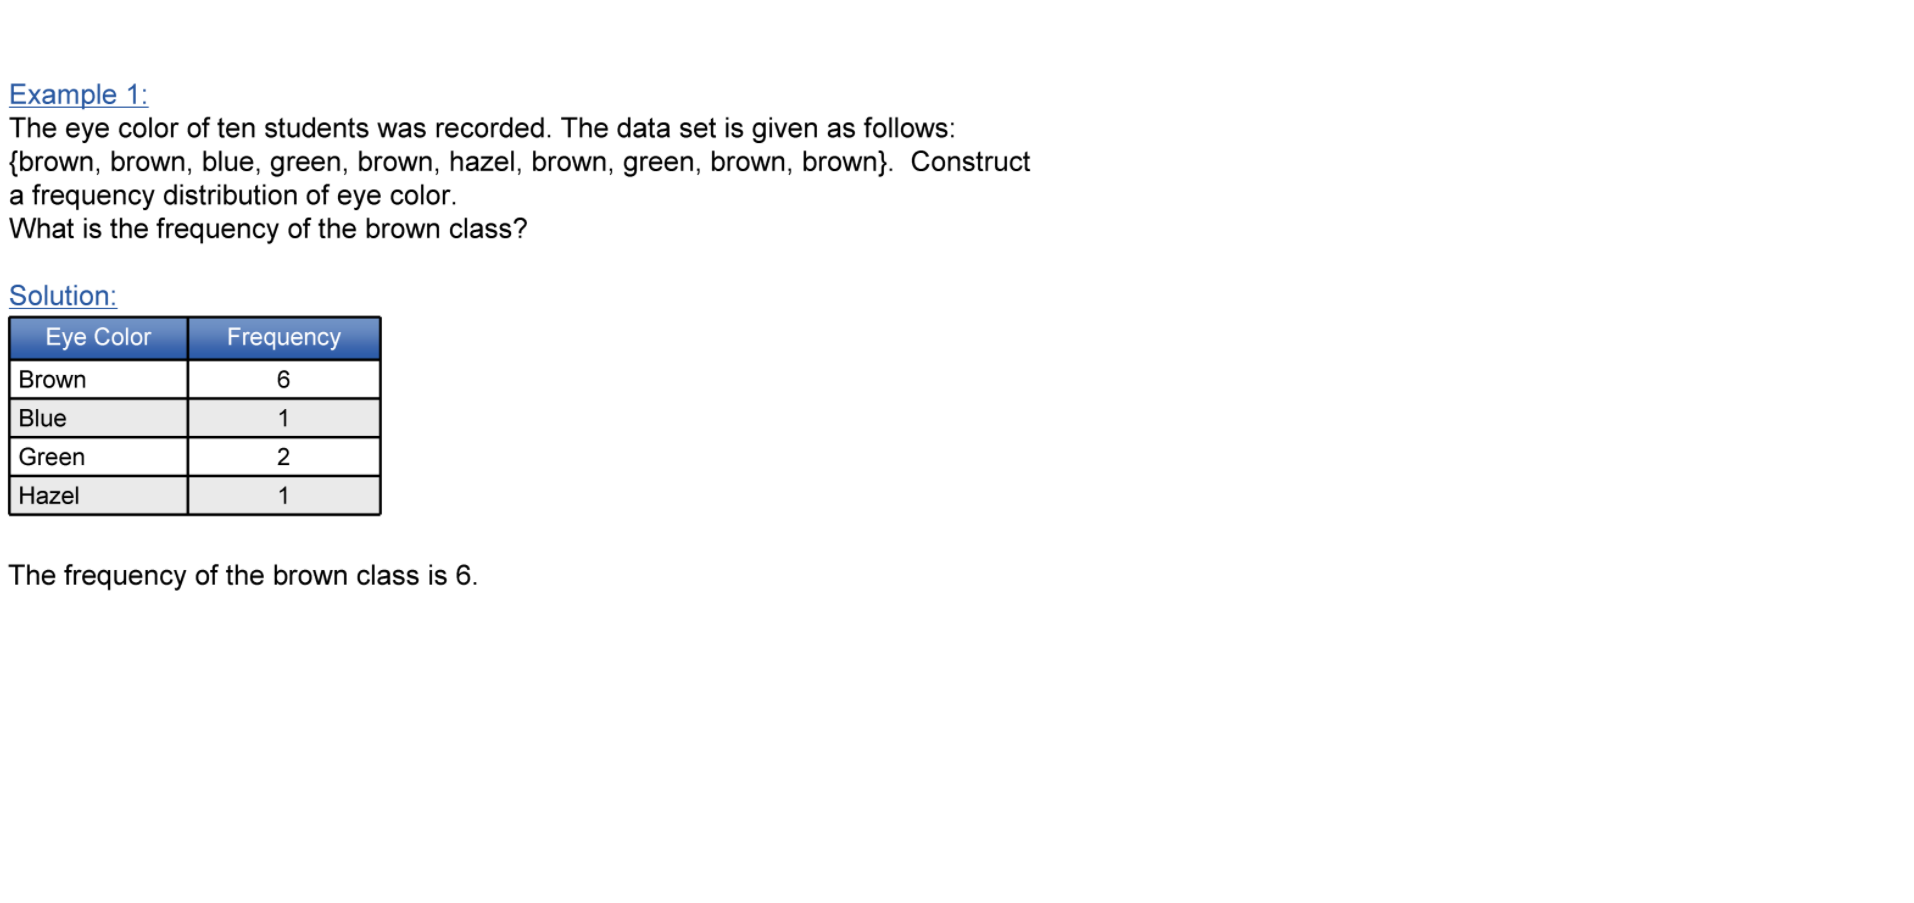 Example 1:
The eye color of ten students was recorded. The data set is given as follows:
{brown, brown, blue, green, brown, hazel, brown, green, brown, brown}.  Construct
a frequency distribution of eye color.
What is the frequency of the brown class?
Solution:
Eye Color Frequency
Brown 6
Blue 1
Green 2
Hazel 1
The frequency of the brown class is 6.